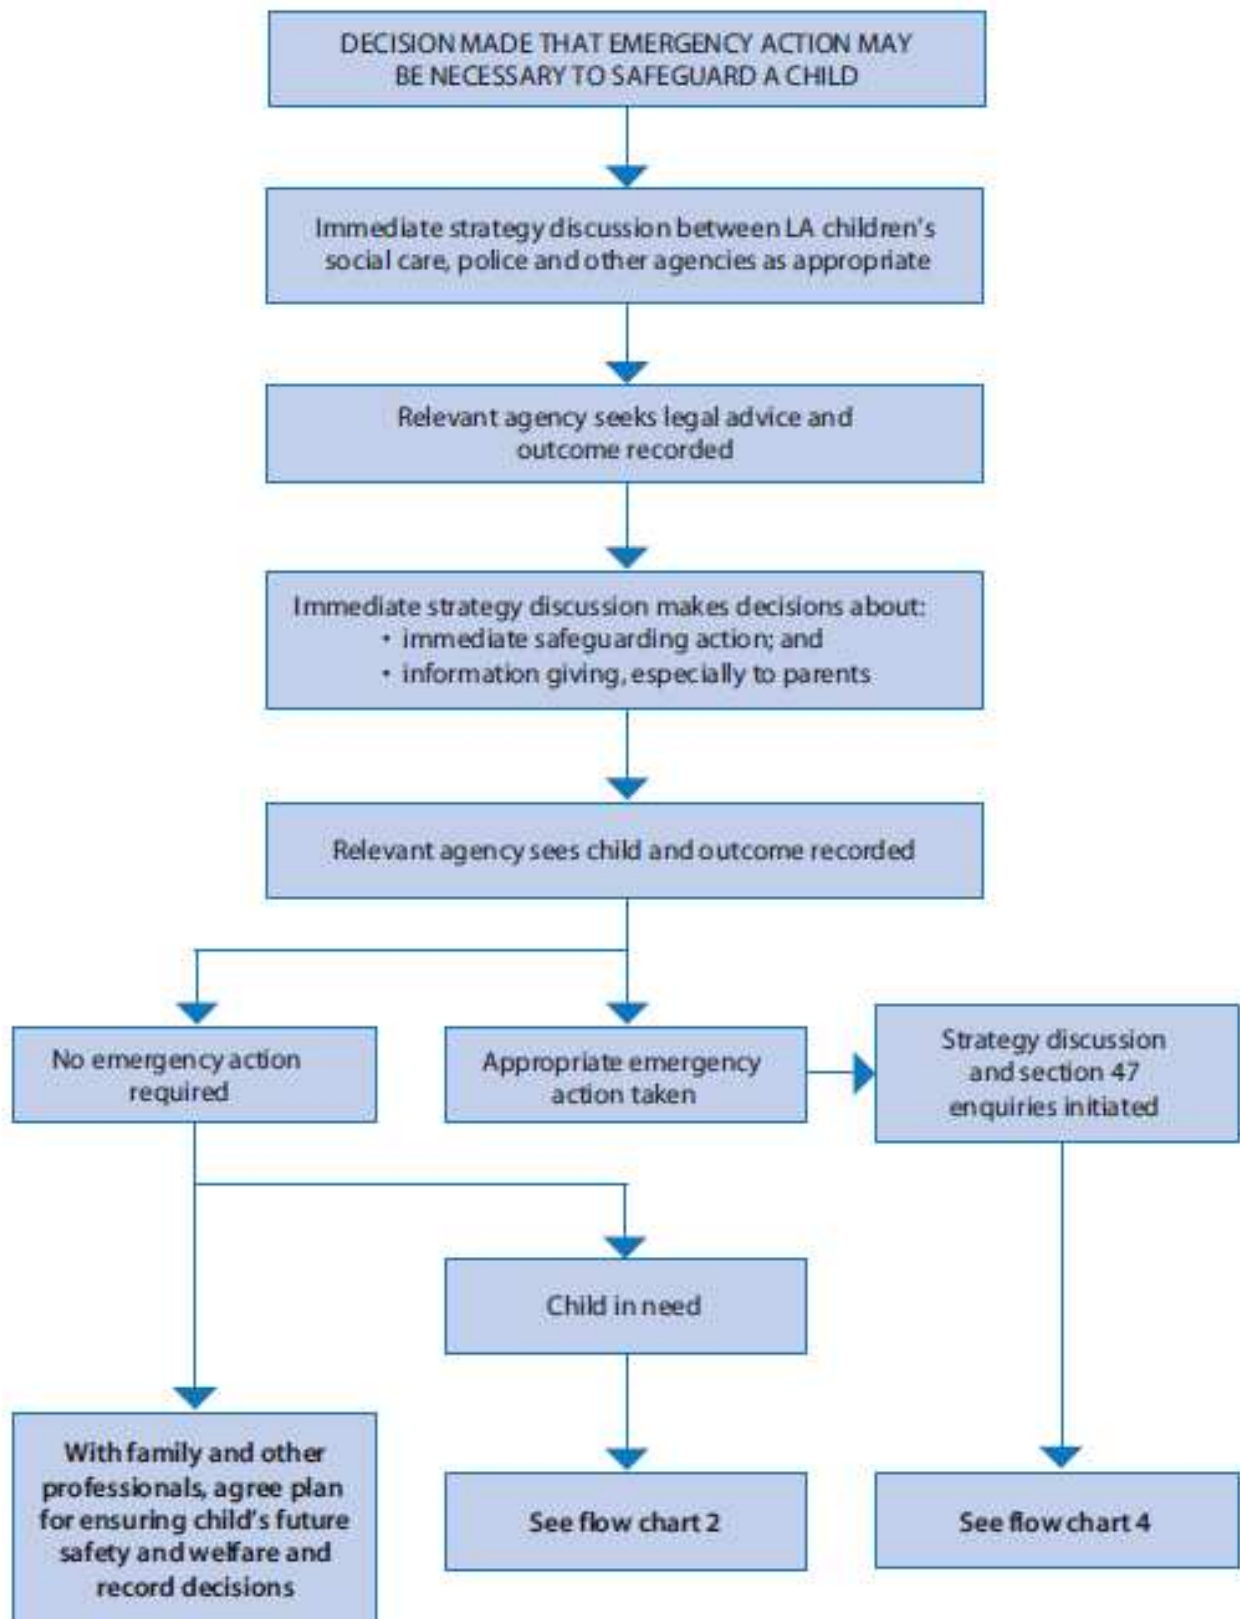 DECISION MADE THAT EMERGENCY ACTION MAY
BE NECESSARY TO SAFEGUARD A CHILD
Immediate strategy discussion between LA children's
social care, police and other agencies as appropriate
Relevant agency seeks legal advice and
outcome recorded
Immediate strategy discussion makes decisions about:
• immediate safeguarding action; and
• information giving, especially to parents
Relevant agency sees child and outcome recorded
No emergency action
required
Appropriate emergency
action taken
Strategy discussion
and section 47
enquiries initiated
Child in need
With family and other
professionals, agree plan
for ensuring child's future
safety and welfare and
record decisions
See flow chart 2
See flow chart 4